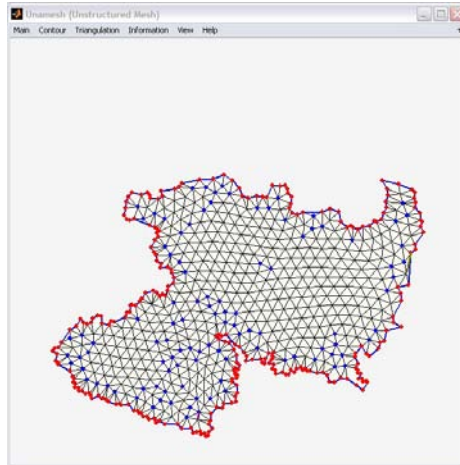 Unamesh (Unstructured Mesh)
Main Contour Triangulation Information View Help